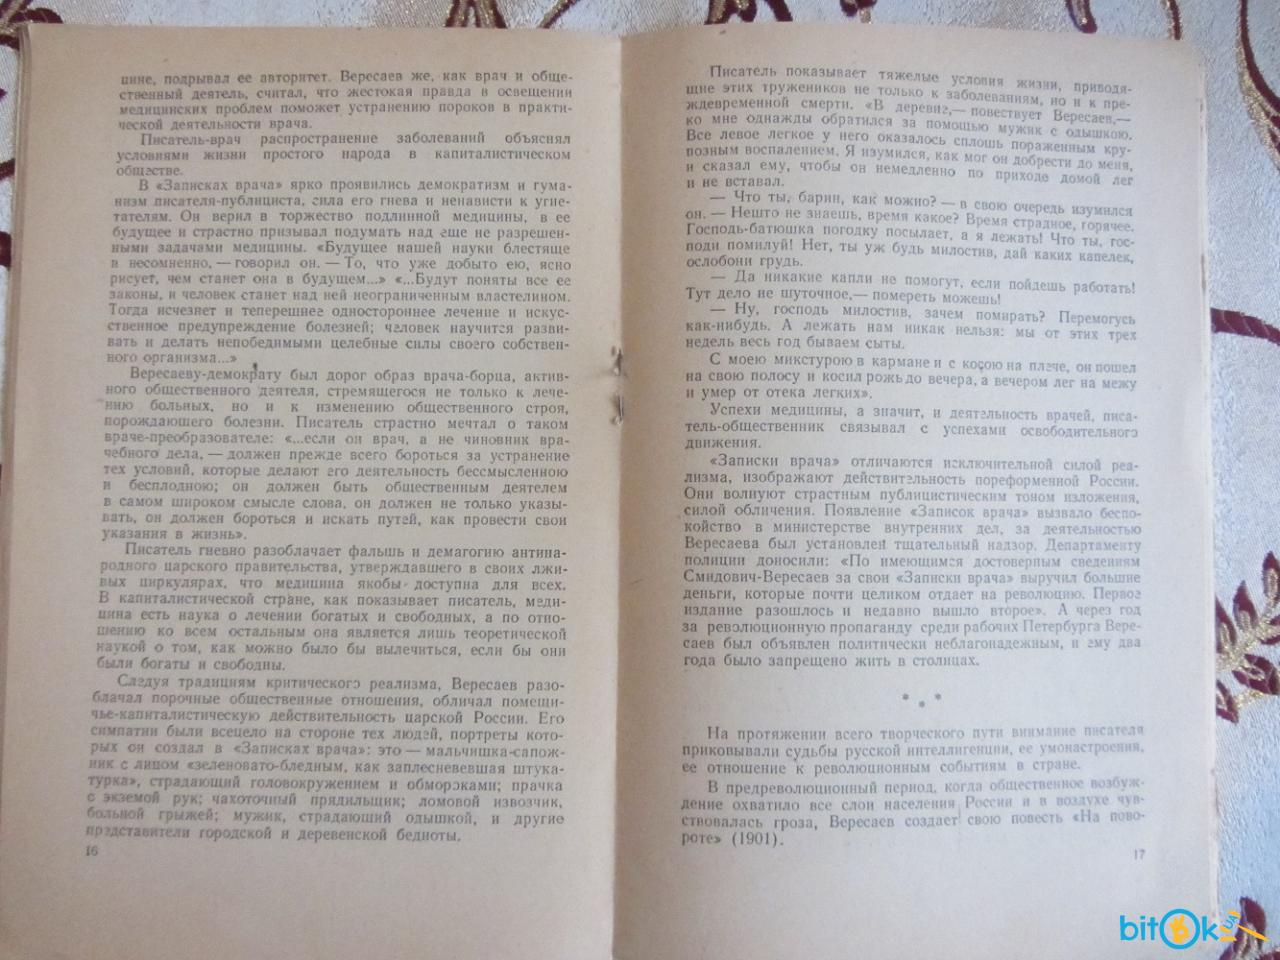 цине, подрывал ее авторитет. Вересаев же, как врач и обще-
ственный деятель, считал, что жестокая правда в освещении
медицинских проблем поможет устранению пороков в практи-
ческой деятельности врача.
Писатель-врач распространение заболеваний объяснял
условиями жизни простого народа в капиталистическом
обществе.
В «Записках врача» ярко проявились демократизм и гума-
низм писателя-публициста, сила его гнева и ненависти к угне-
тателям. Он верил в торжество подлинной медицины, в ее
будущее и страстно призывал подумать над еще не разрешен-
ными задачами медицины. «Будущее нашей науки блестяще
и несомненно, — говорил он. — То, что уже добыто ею, ясно
рисует, чем станет она в будущем...» «...Будут поняты все ее
законы, и человек станет над ней неограниченным властелином.
Тогда исчезнет и теперешнее одностороннее лечение и искус-
ственное предупреждение болезней; человек научится разви-
вать и делать непобедимыми целебные силы своего собствен-
ного организма...»
Вересаеву-демократу был дорог образ врача-борца, актив-
ного общественного деятеля, стремящегося не только к лече-
нию больных, но и к изменению общественного строя,
порождающего болезни. Писатель страстно мечтал о таком
враче-преобразователе: «...если он врач, а не чиновник вра-
чебного дела, — должен прежде всего бороться за устранение
тех условий, которые делают его деятельность бессмысленною
и бесплодною; он должен быть общественным деятелем
в самом широком смысле слова, он должен не только указы-
вать, он должен бороться и искать путей, как провести свои
указания в жизнь».
Писатель гневно разоблачает фальшь и демагогию антина-
родного царского правительства, утверждавшего в своих лжи-
вых циркулярах, что медицина якобы доступна для всех.
В капиталистической стране, как показывает писатель, меди-
цина есть наука о лечении богатых и свободных, а по отно-
шению ко всем остальным она является лишь теоретической
наукой о том, как можно было бы вылечиться, если бы они
были богаты и свободны.
Следуя традициям критического реализма, Вересаев разо-
блачал порочные общественные отношения, обличал помещи-
чье-капиталистическую действительность царской России. Его
симпатии были всецело на стороне тех людей, портреты кото-
рых он создал в «Записках врача»: это — мальчишка-сапож-
ник с лицом «зеленовато-бледным, как заплесневевшая штука-
турка», страдающий головокружением и обмороками; прачка
с экземой рук; чахоточный прядильщик; ломовой извозчик,
больной грыжей; мужик, страдающий одышкой, и другие
представители городской и деревенской бедноты.
16
Писатель показывает тяжелые условия жизни, приводя-
щие этих тружеников не только к заболеваниям, но и к пре-
ждевременной смерти. «В деревне,— повествует Вересаев,—
ко мне однажды обратился за помощью мужик с одышкою.
Все левое легкое у него оказалось сплошь пораженным кру-
позным воспалением. Я изумился, как мог он добрести до меня,
и сказал ему, чтобы он немедленно по приходе домой лег
и не вставал.
— Что ты, барин, как можно? — в свою очередь изумился
он. — Нешто не знаешь, время какое? Время страдное, горячее.
Господь-батюшка погодку посылает, а я лежать! Что ты, гос-
поди помилуй! Нет, ты уж будь милостив, дай каких капелек,
ослобони грудь.
— Да никакие капли не помогут, если пойдешь работать!
Тут дело не шуточное,— помереть можешь!
— Ну, господь милостив, зачем помирать? Перемогусь
как-нибудь. А лежать нам никак нельзя: мы от этих трех
недель весь год бываем сыты.
С моею микстурою в кармане и с косою на плече, он пошел
на свою полосу и косил рожь до вечера, а вечером лег на межу
и умер от отека легких».
Успехи медицины, а значит, и деятельность врачей, писа-
тель-общественник связывал с успехами освободительного
движения.
«Записки врача» отличаются исключительной силой реа-
лизма, изображают действительность пореформенной России.
Они волнуют страстным публицистическим тоном изложения,
силой обличения. Появление «Записок врача» вызвало беспо-
койство в министерстве внутренних дел, за деятельностью
Вересаева был установлен тщательный надзор. Департаменту
полиции доносили: «По имеющимся достоверным сведениям
Смидович-Вересаев за свои «Записки врача» выручил большие
деньги, которые почти целиком отдает на революцию. Первое
издание разошлось и недавно вышло второе». А через год
за революционную пропаганду среди рабочих Петербурга Вере-
саев был объявлен политически неблагонадежным, и ему два
года было запрещено жить в столицах.
* * *
На протяжении всего творческого пути внимание писателя
приковывали судьбы русской интеллигенции, ее умонастроения,
ее отношение к революционным событиям в стране.
В предреволюционный период, когда общественное возбуж-
дение охватило все слои населения России и в воздухе чув-
ствовалась гроза, Вересаев создает свою повесть «На пово-
роте» (1901).
17
bitok.ua